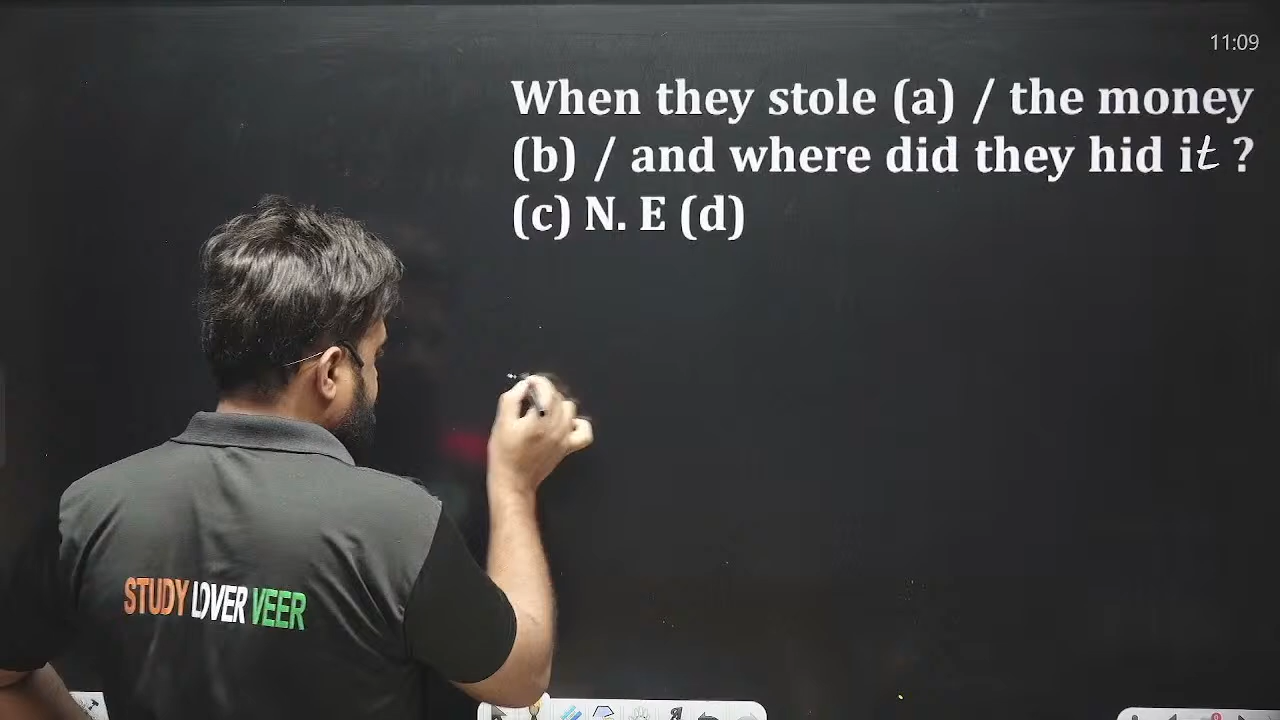 11:09
When they stole (a) / the money
(b) / and where did they hid it ?
(c) N. E (d)
STUDY LOVER VEER